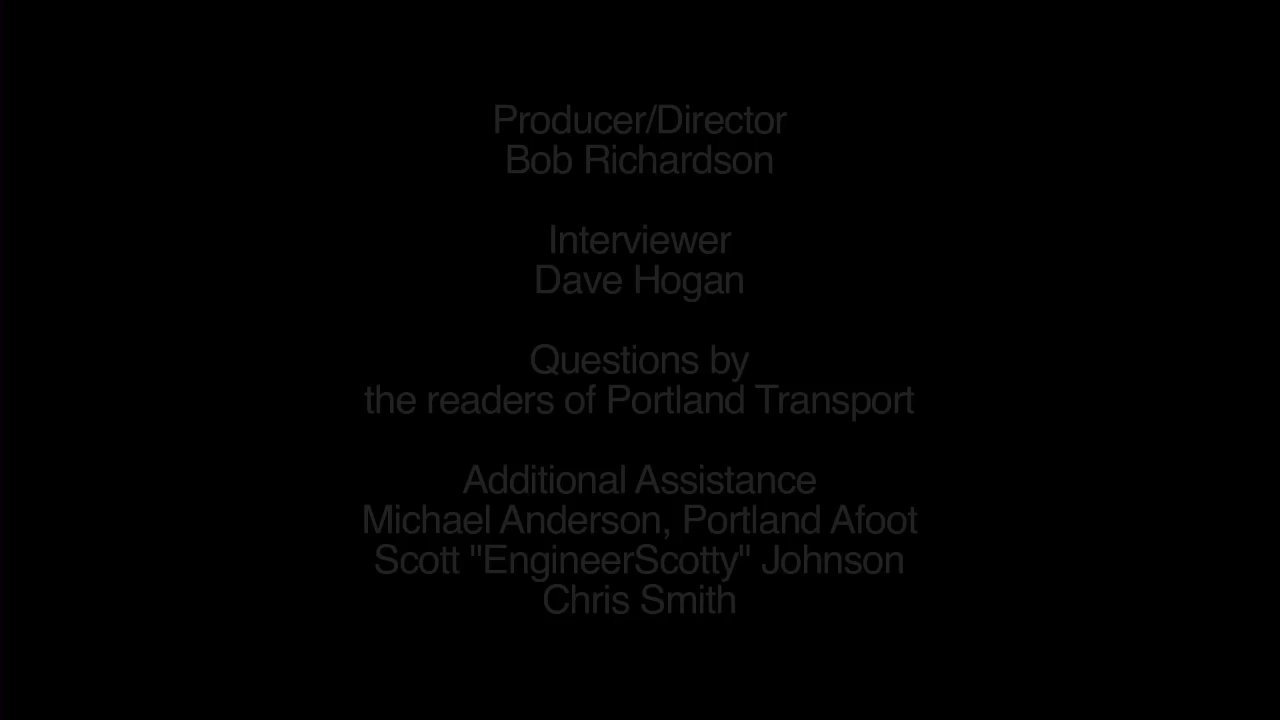 Producer/Director
Bob Richardson
Interviewer
Dave Hogan
Questions by
the readers of Portland Transport
Additional Assistance
Michael Anderson, Portland Afoot
Scott "EngineerScotty" Johnson
Chris Smith